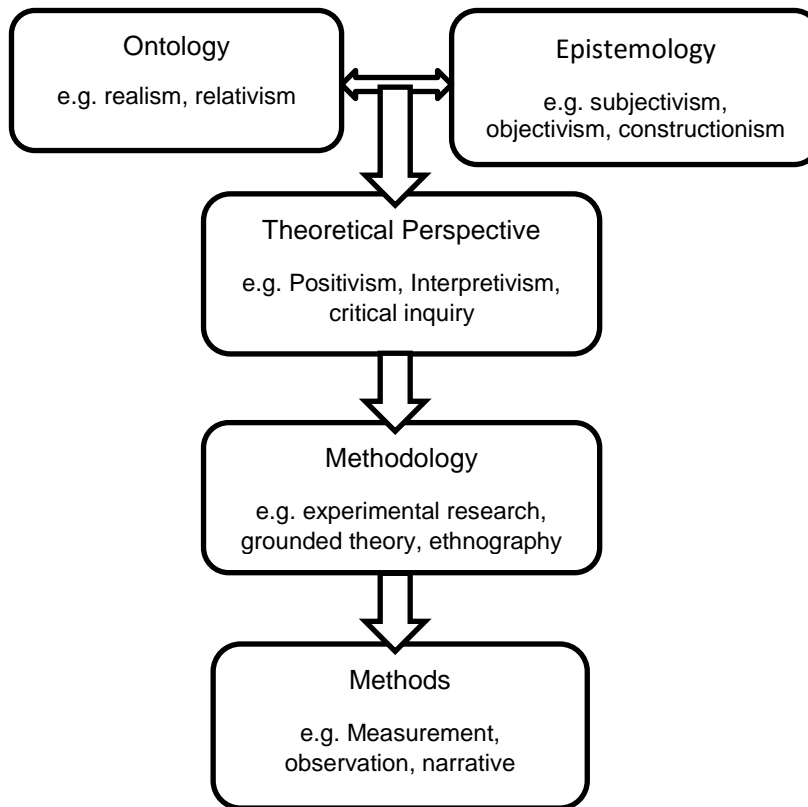 Ontology
e.g. realism, relativism
Epistemology
e.g. subjectivism,
objectivism, constructionism
Theoretical Perspective
e.g. Positivism, Interpretivism,
critical inquiry
Methodology
e.g. experimental research,
grounded theory, ethnography
Methods
e.g. Measurement,
observation, narrative